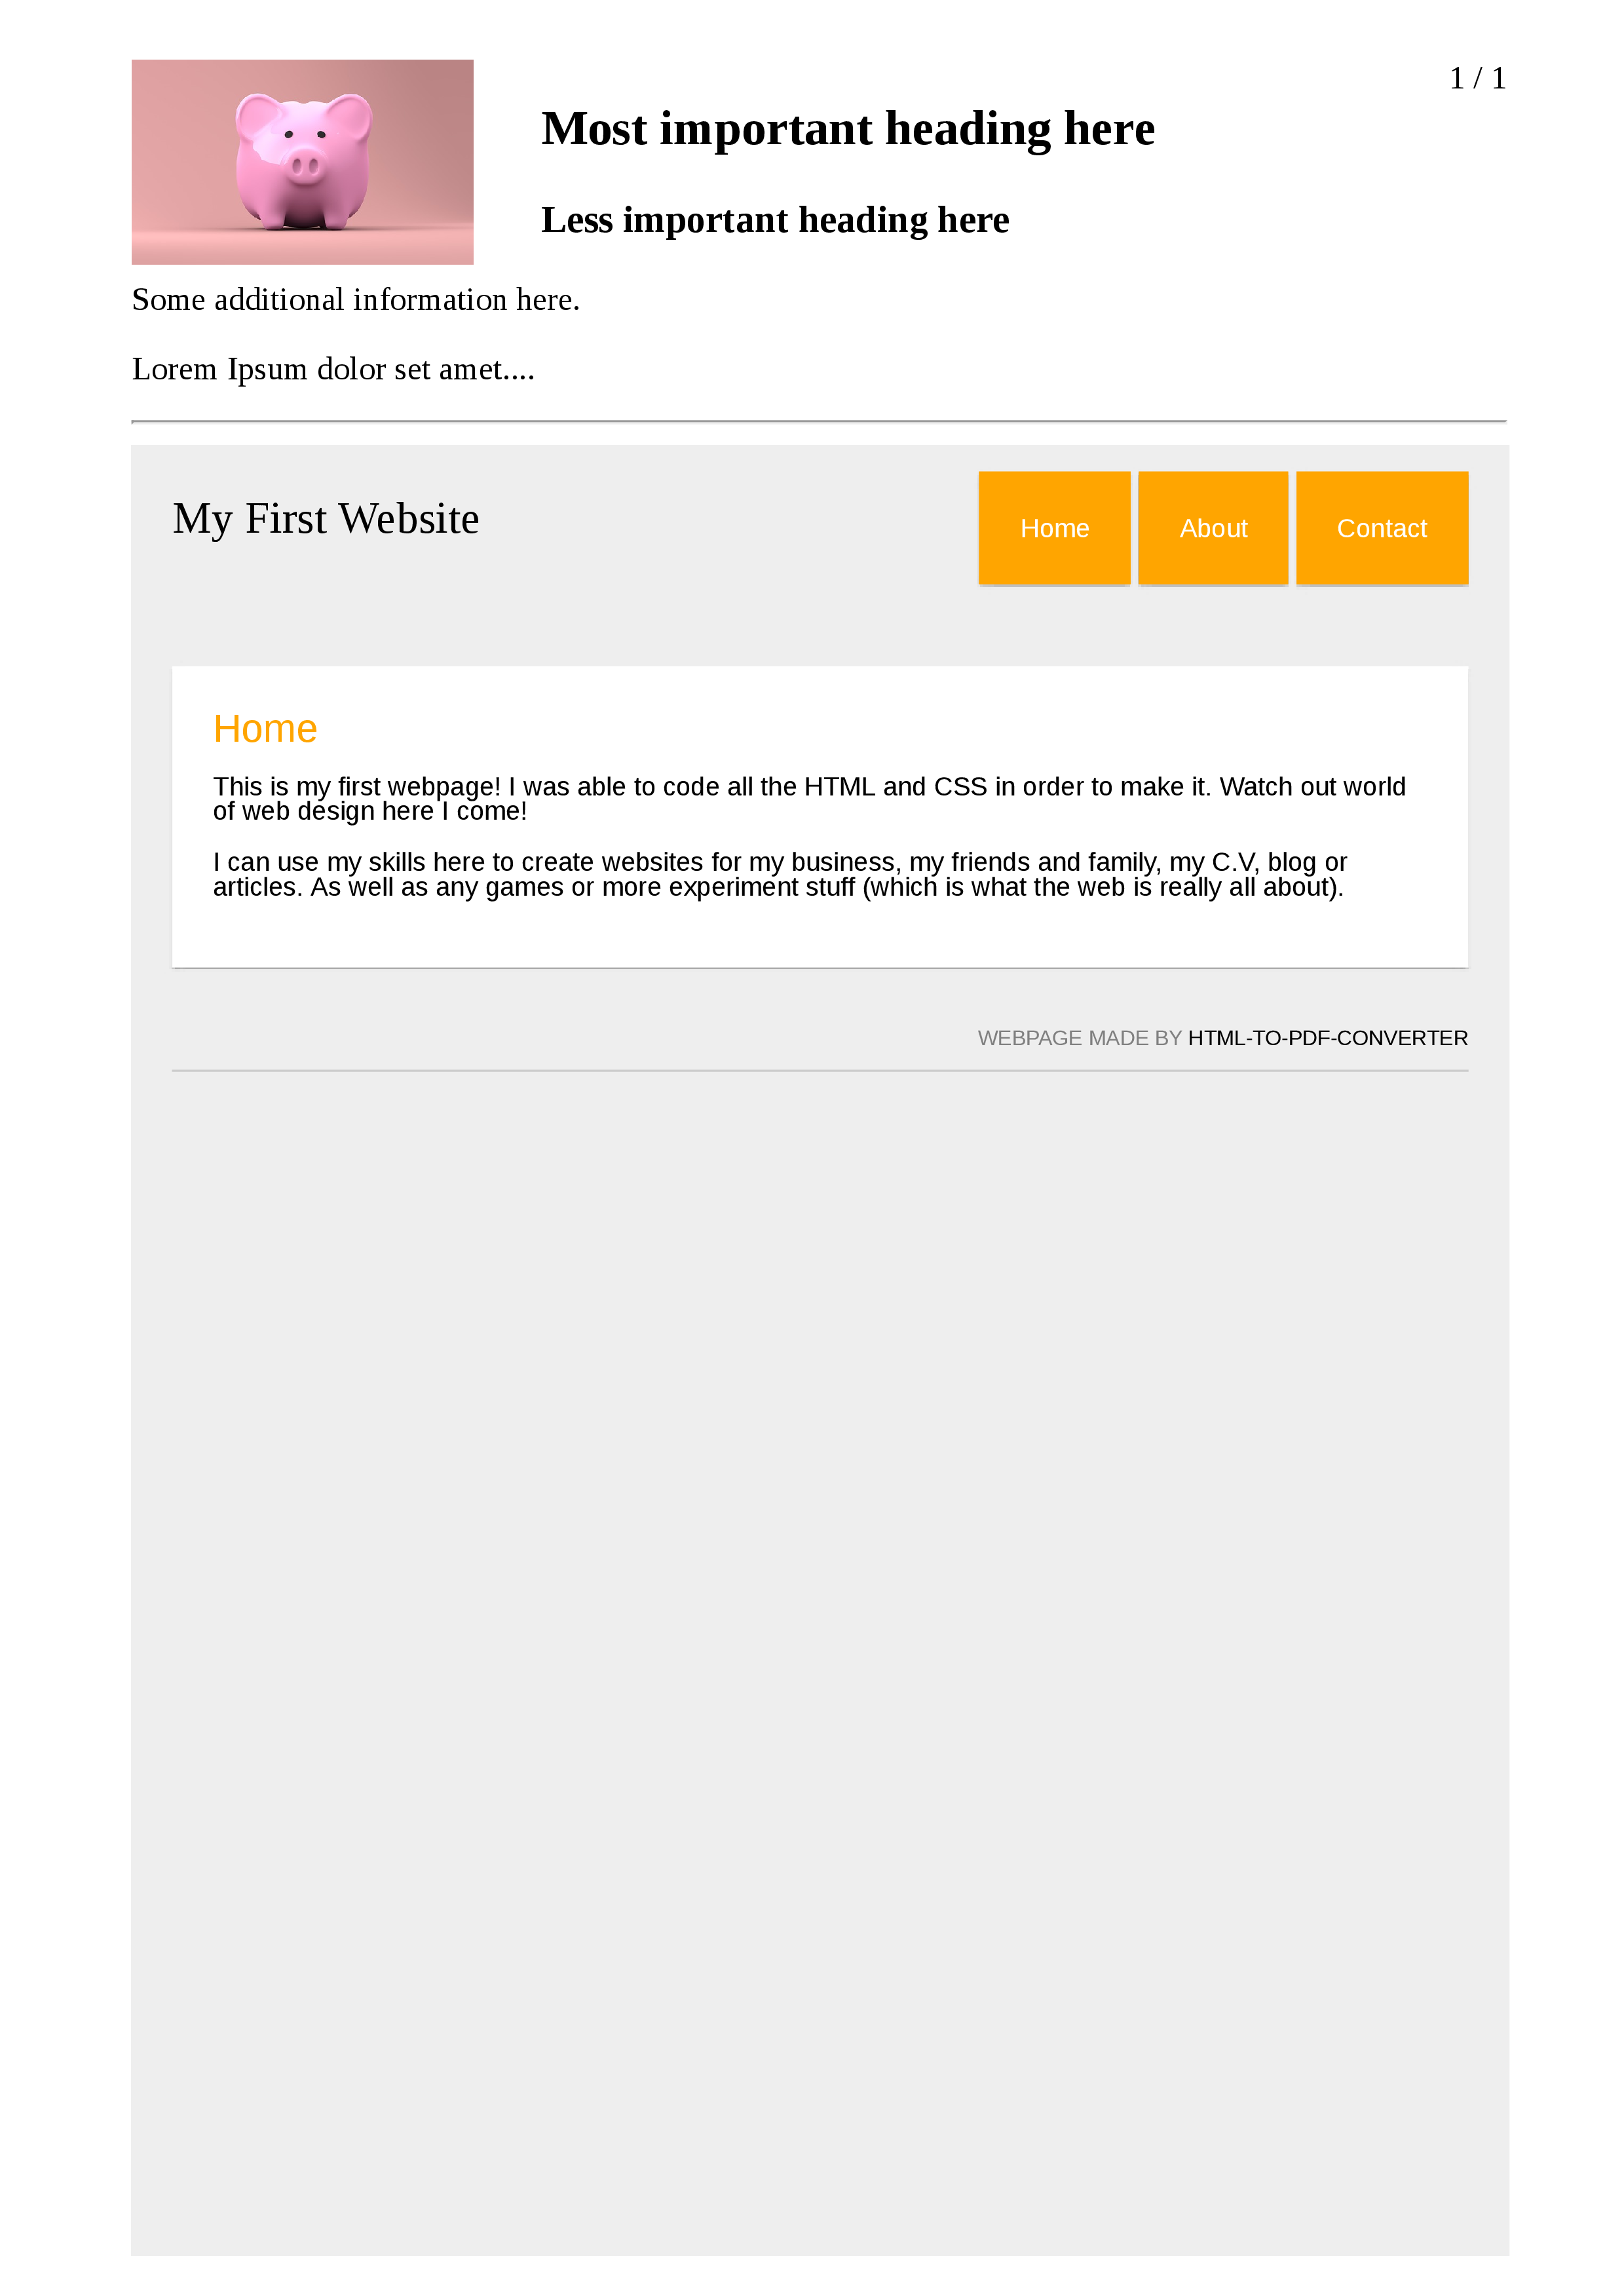 1 / 1
Most important heading here
Less important heading here
Some additional information here.
Lorem Ipsum dolor set amet....
My First Website
Home
About
Contact
Home
This is my first webpage! I was able to code all the HTML and CSS in order to make it. Watch out world
of web design here I come!
I can use my skills here to create websites for my business, my friends and family, my C.V, blog or
articles. As well as any games or more experiment stuff (which is what the web is really all about).
WEBPAGE MADE BY HTML-TO-PDF-CONVERTER